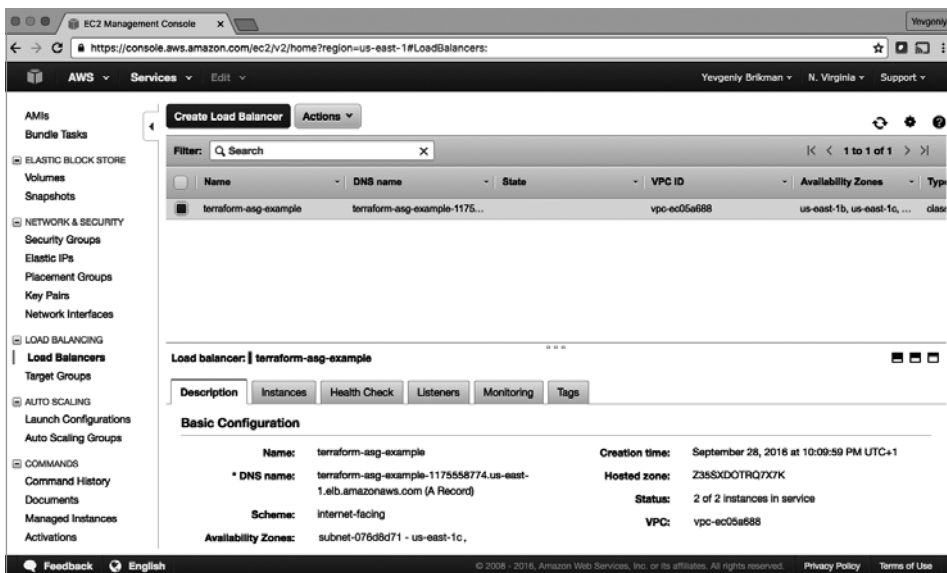 EC2 Management Console
Yevgeniy
https://console.aws.amazon.com/ec2/v2/home?region=us-east-1#LoadBalancers:
AWS Services Edit Yevgeniy Brikman N. Virginia Support
AMIs
Bundle Tasks
ELASTIC BLOCK STORE
Volumes
Snapshots
NETWORK & SECURITY
Security Groups
Elastic IPs
Placement Groups
Key Pairs
Network Interfaces
LOAD BALANCING
Load Balancers
Target Groups
AUTO SCALING
Launch Configurations
Auto Scaling Groups
COMMANDS
Command History
Documents
Managed Instances
Activations
Create Load Balancer Actions
Filter: Search 1 to 1 of 1
Name DNS name State VPC ID Availability Zones Type
terraform-asg-example terraform-asg-example-1175... vpc-ec05a688 us-east-1b, us-east-1c, ...
Load balancer: terraform-asg-example
Description Instances Health Check Listeners Monitoring Tags
Basic Configuration
Name: terraform-asg-example
* DNS name: terraform-asg-example-1175558774.us-east-
1.elb.amazonaws.com (A Record)
Scheme: internet-facing
Availability Zones: subnet-076d8d71 - us-east-1c,
Creation time: September 28, 2016 at 10:09:59 PM UTC+1
Hosted zone: Z35SXDOTRQ7X7K
Status: 2 of 2 instances in service
VPC: vpc-ec05a688
Feedback English © 2008 - 2016, Amazon Web Services, Inc. or its affiliates. All rights reserved. Privacy Policy Terms of Use